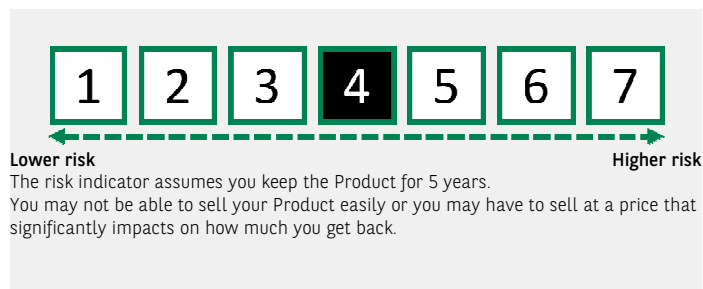 1 2 3 4 5 6 7
Lower risk Higher risk
The risk indicator assumes you keep the Product for 5 years.
You may not be able to sell your Product easily or you may have to sell at a price that
significantly impacts on how much you get back.